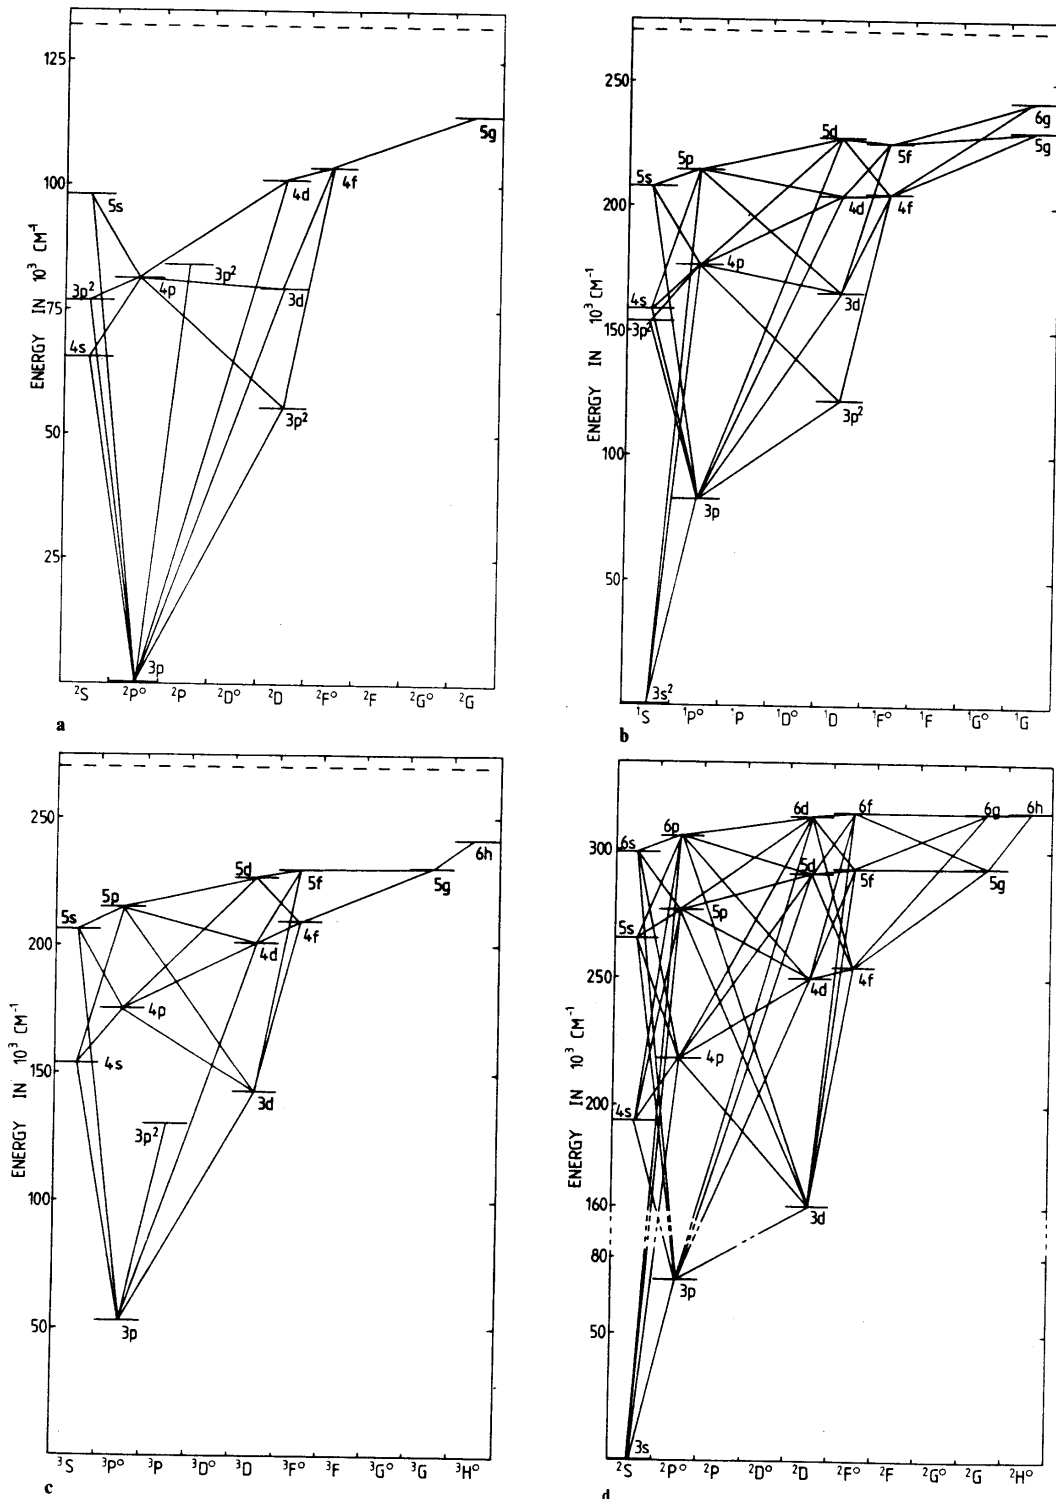 ENERGY IN 10³ CM⁻¹
125
100
75
50
25
5s
3p²
4s
4p
3p²
4d
4f
3d
3p²
5g
3p
²S ²P° ²P ²D° ²D ²F° ²F ²G° ²G
a
ENERGY IN 10³ CM⁻¹
250
200
150
100
50
5s
5p
5d
5f
6g
5g
4d
4f
4p
4s
3p²
3d
3p²
3p
3s²
¹S ¹P° ¹P ¹D° ¹D ¹F° ¹F ¹G° ¹G
b
ENERGY IN 10³ CM⁻¹
250
200
150
100
50
6h
5d
5f
5g
5p
5s
4f
4d
4p
4s
3d
3p²
3p
³S ³P° ³P ³D° ³D ³F° ³F ³G° ³G ³H°
c
ENERGY IN 10³ CM⁻¹
300
250
200
160
80
50
6s
6p
6d
6f
6g
6h
5d
5f
5g
5p
5s
4d
4f
4p
4s
3d
3p
3s
²S ²P° ²P ²D° ²D ²F° ²F ²G° ²G ²H°
d